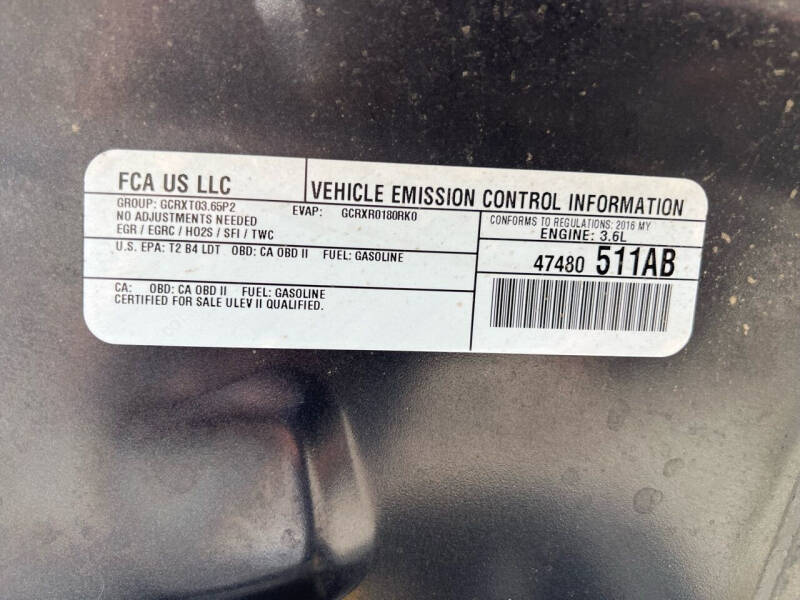 FCA US LLC
VEHICLE EMISSION CONTROL INFORMATION
GROUP: GCRXT03.65P2 EVAP: GCRXR0180RK0
NO ADJUSTMENTS NEEDED
EGR / EGRC / HO2S / SFI / TWC
CONFORMS TO REGULATIONS: 2016 MY
ENGINE: 3.6L
U.S. EPA: T2 B4 LDT OBD: CA OBD II FUEL: GASOLINE
47480 511AB
CA: OBD: CA OBD II FUEL: GASOLINE
CERTIFIED FOR SALE ULEV II QUALIFIED.